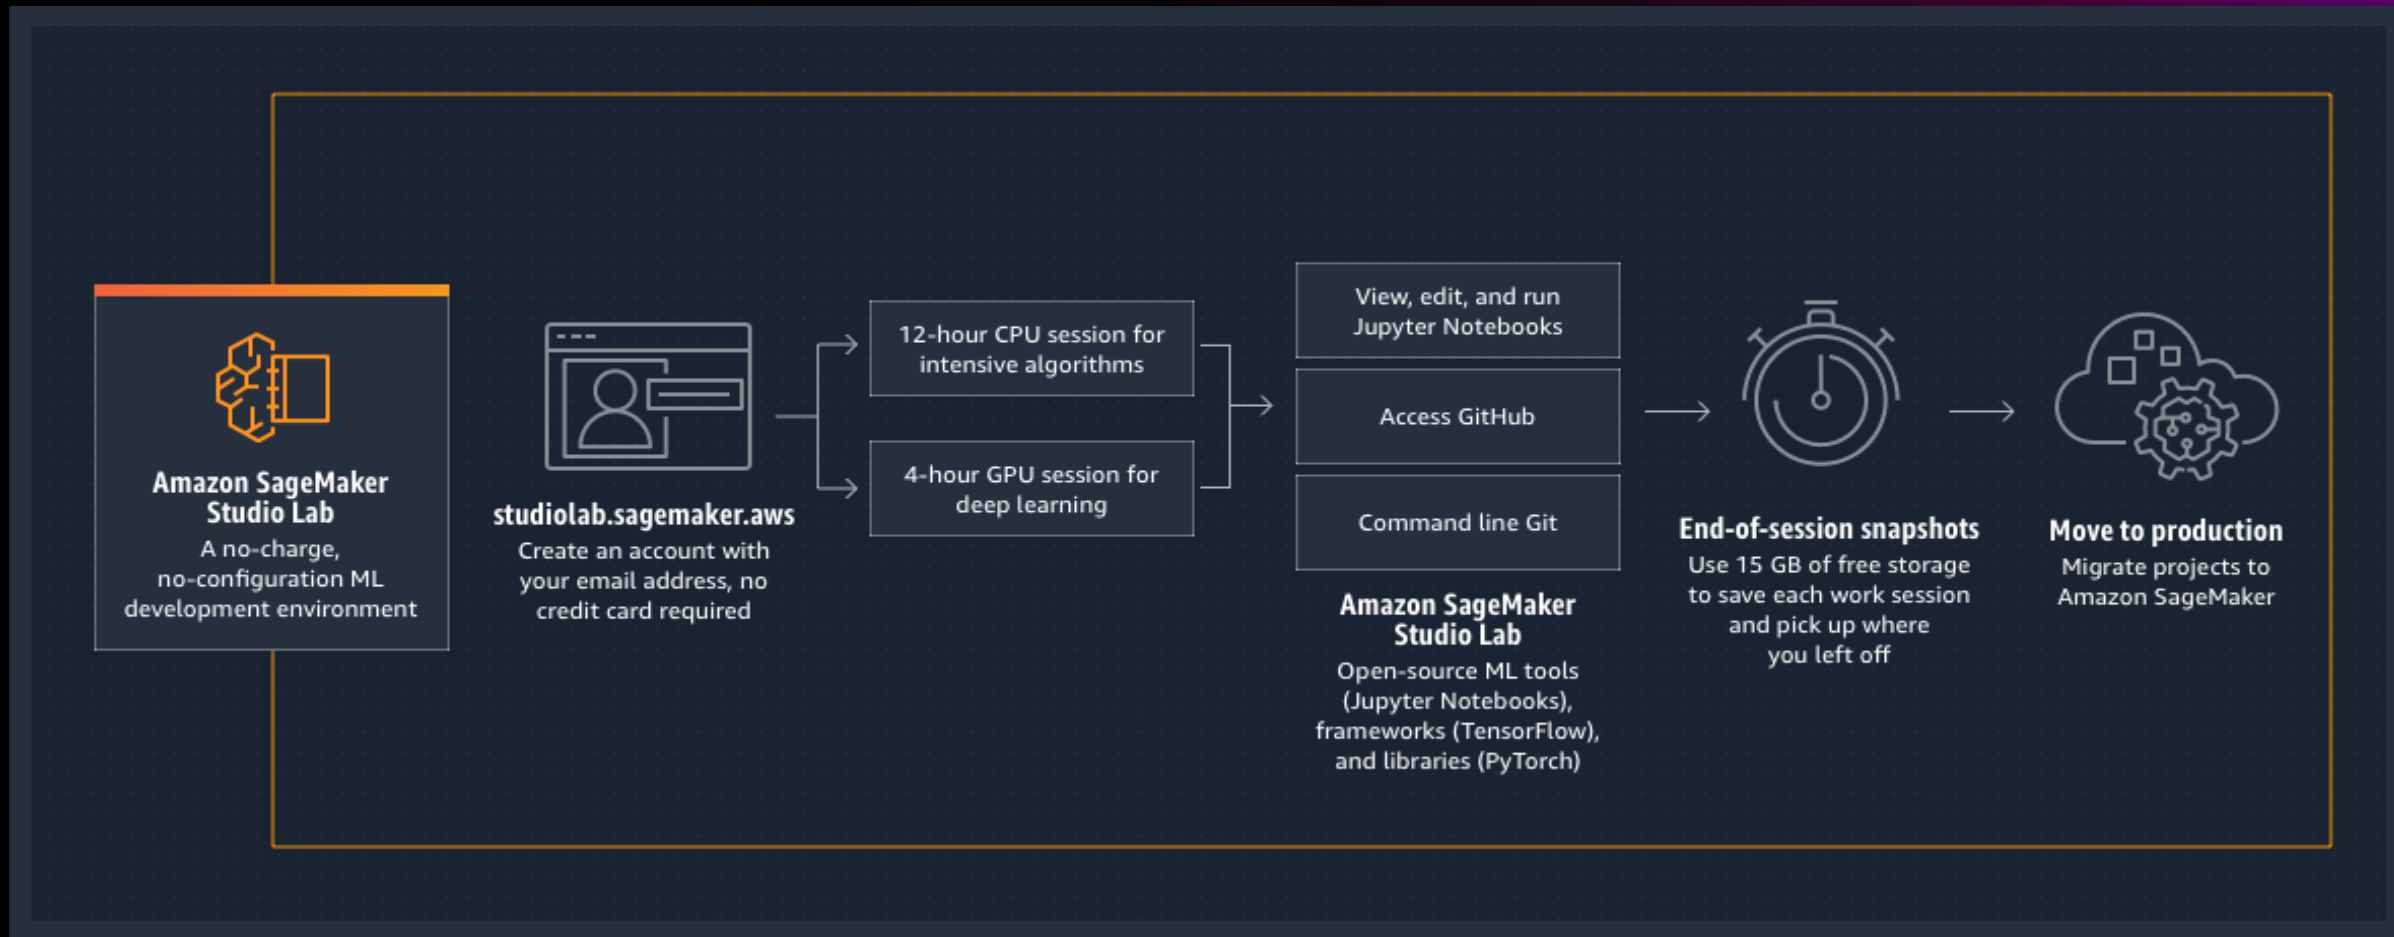 Amazon SageMaker
Studio Lab
A no-charge,
no-configuration ML
development environment
studiolab.sagemaker.aws
Create an account with
your email address, no
credit card required
12-hour CPU session for
intensive algorithms
4-hour GPU session for
deep learning
View, edit, and run
Jupyter Notebooks
Access GitHub
Command line Git
Amazon SageMaker
Studio Lab
Open-source ML tools
(Jupyter Notebooks),
frameworks (TensorFlow),
and libraries (PyTorch)
End-of-session snapshots
Use 15 GB of free storage
to save each work session
and pick up where
you left off
Move to production
Migrate projects to
Amazon SageMaker